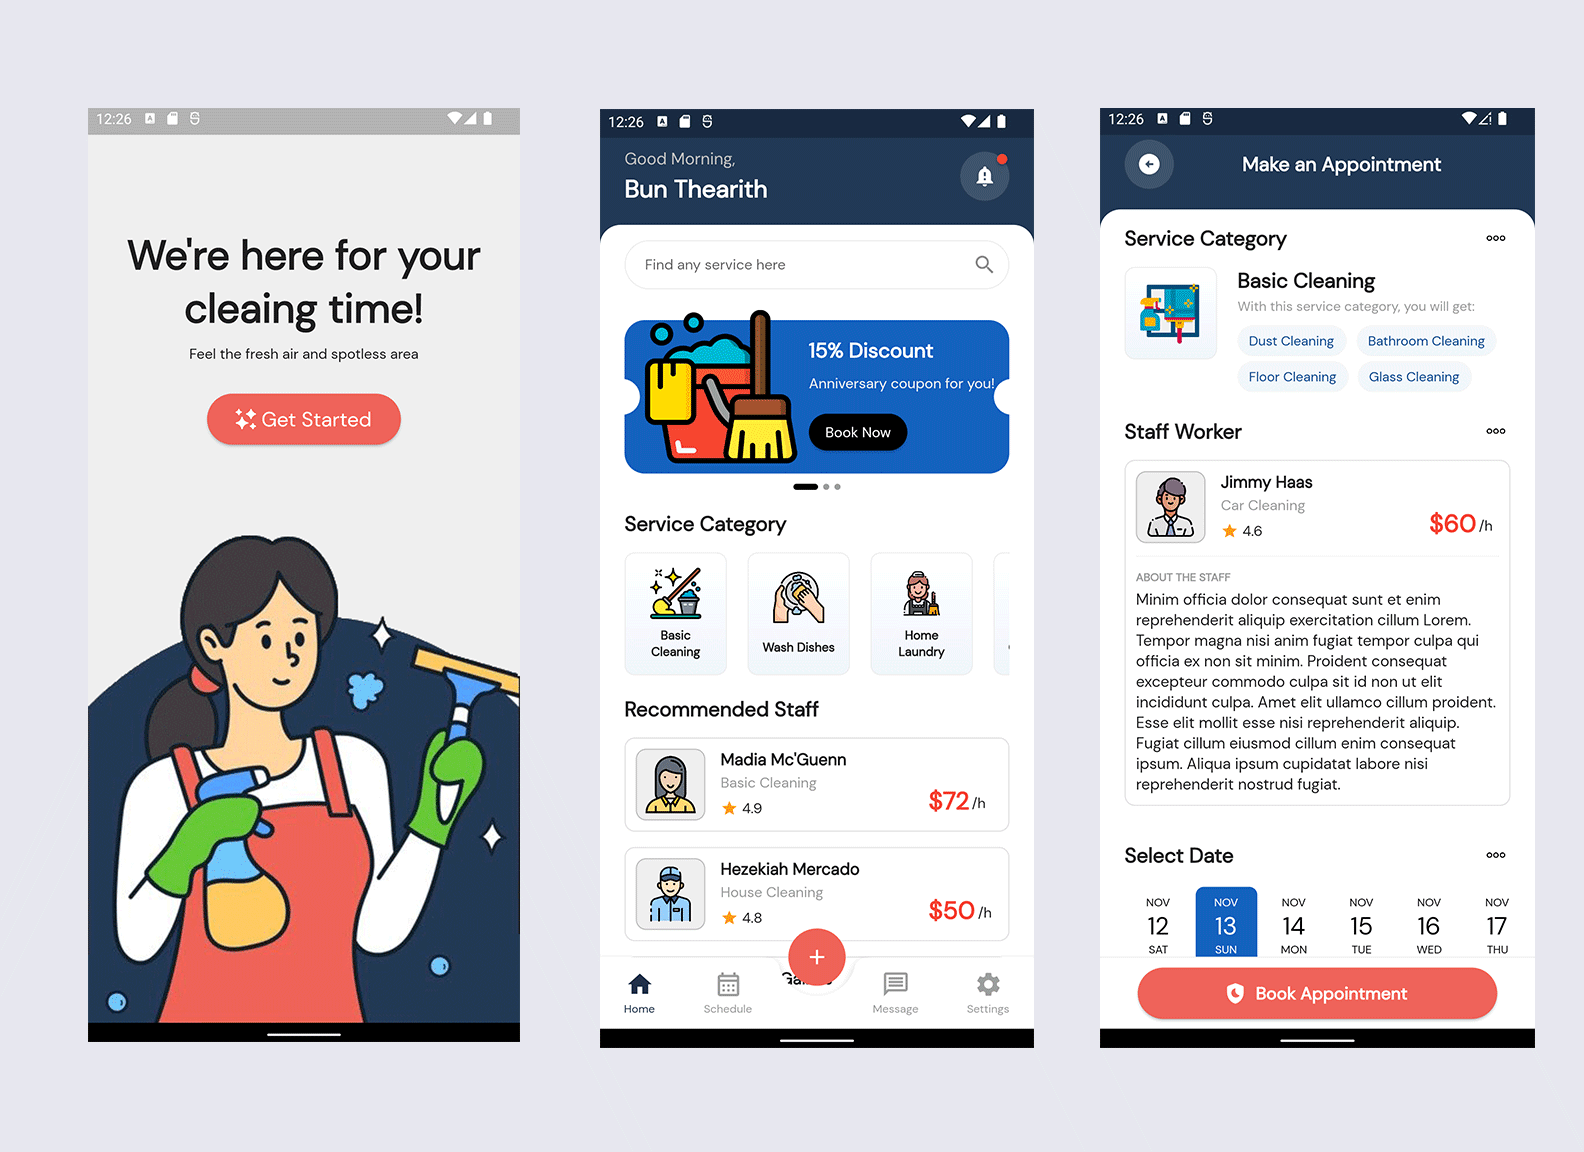 12:26
We're here for your
cleaing time!
Feel the fresh air and spotless area
Get Started
12:26
Good Morning,
Bun Thearith
Find any service here
15% Discount
Anniversary coupon for you!
Book Now
Service Category
Basic
Cleaning
Wash Dishes
Home
Laundry
Recommended Staff
Madia Mc'Guenn
Basic Cleaning
4.9
$72/h
Hezekiah Mercado
House Cleaning
4.8
$50/h
Home
Schedule
Message
Settings
12:26
Make an Appointment
Service Category
Basic Cleaning
With this service category, you will get:
Dust Cleaning
Bathroom Cleaning
Floor Cleaning
Glass Cleaning
Staff Worker
Jimmy Haas
Car Cleaning
4.6
$60/h
ABOUT THE STAFF
Minim officia dolor consequat sunt et enim
reprehenderit aliquip exercitation cillum Lorem.
Tempor magna nisi anim fugiat tempor culpa qui
officia ex non sit minim. Proident consequat
excepteur commodo culpa sit id non ut elit
incididunt culpa. Amet elit ullamco cillum proident.
Esse elit mollit esse nisi reprehenderit aliquip.
Fugiat cillum eiusmod cillum enim consequat
ipsum. Aliqua ipsum cupidatat labore nisi
reprehenderit nostrud fugiat.
Select Date
NOV NOV NOV NOV NOV NOV
12 13 14 15 16 17
SAT SUN MON TUE WED THU
Book Appointment